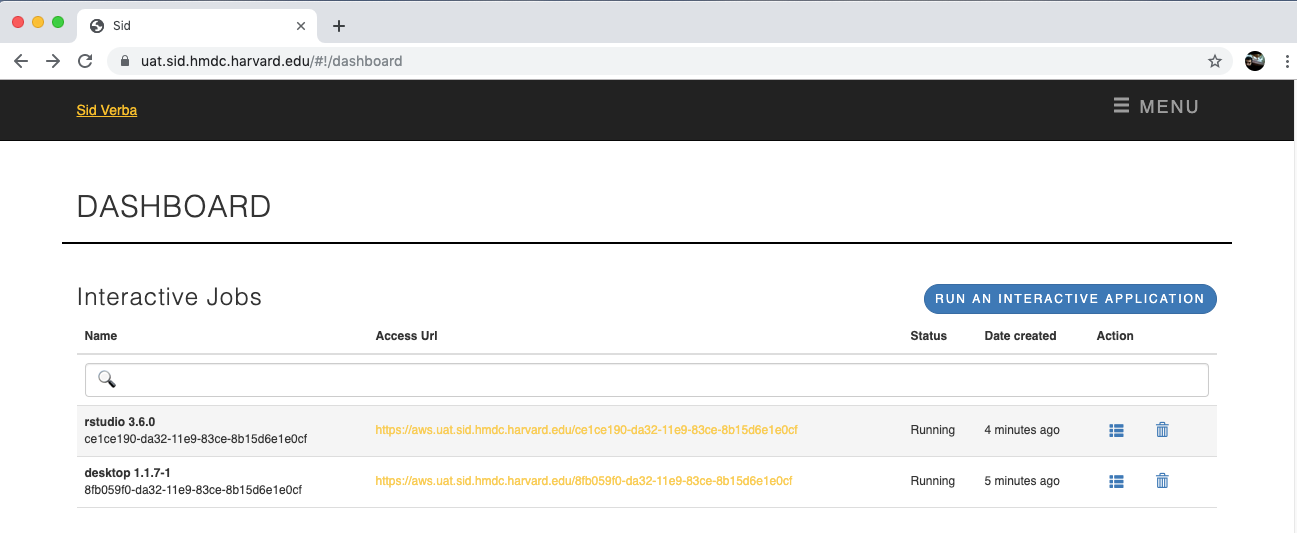 Sid
uat.sid.hmdc.harvard.edu/#!/dashboard
Sid Verba
MENU
DASHBOARD
Interactive Jobs
RUN AN INTERACTIVE APPLICATION
Name Access Url Status Date created Action
rstudio 3.6.0
ce1ce190-da32-11e9-83ce-8b15d6e1e0cf
https://aws.uat.sid.hmdc.harvard.edu/ce1ce190-da32-11e9-83ce-8b15d6e1e0cf Running 4 minutes ago
desktop 1.1.7-1
8fb059f0-da32-11e9-83ce-8b15d6e1e0cf
https://aws.uat.sid.hmdc.harvard.edu/8fb059f0-da32-11e9-83ce-8b15d6e1e0cf Running 5 minutes ago